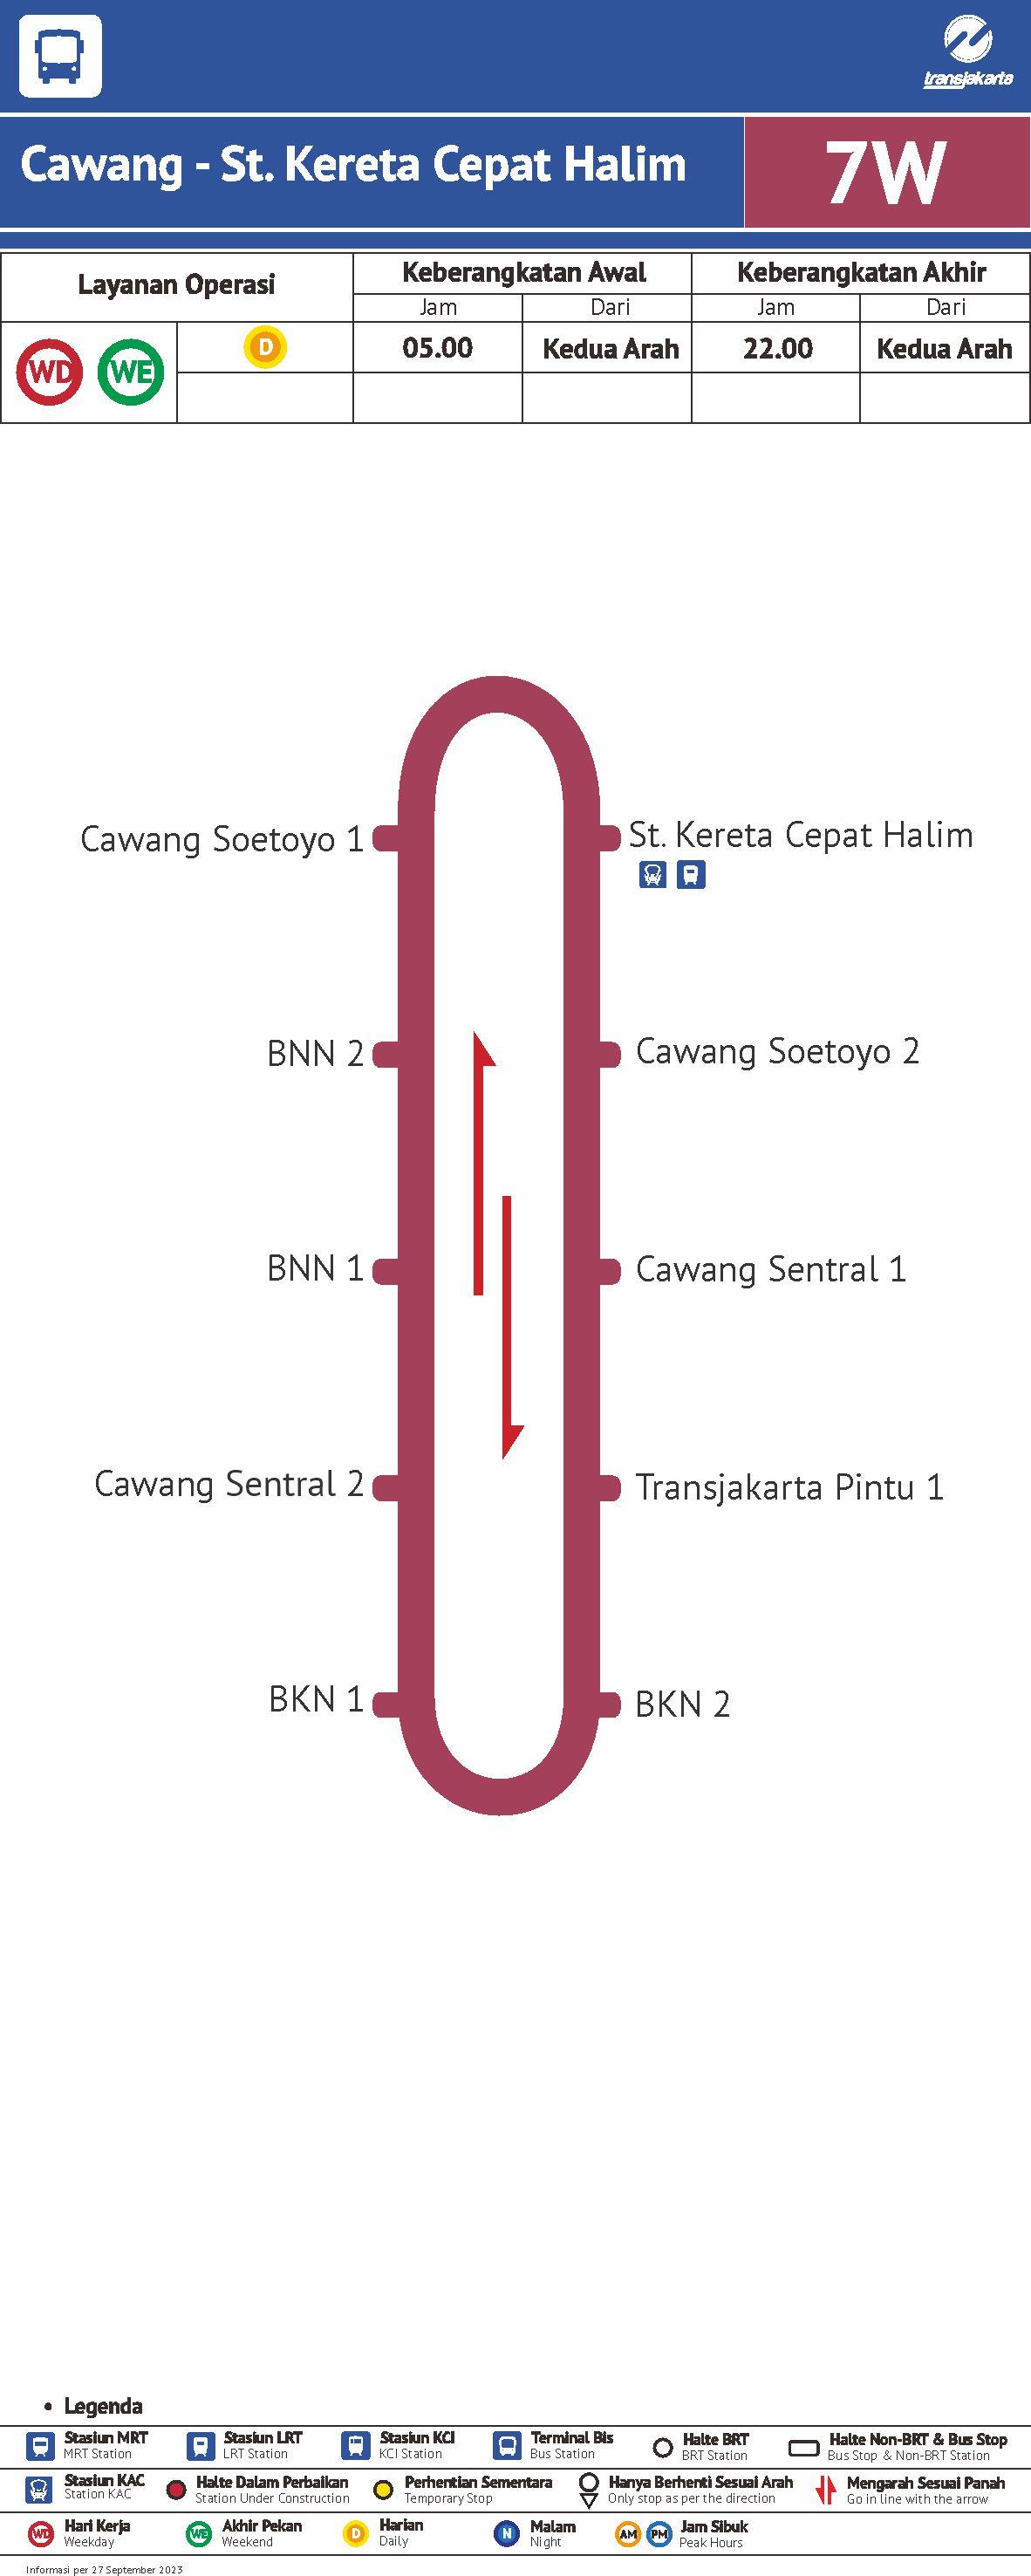 transjakarta
Cawang - St. Kereta Cepat Halim
7W
Layanan Operasi
Keberangkatan Awal
Keberangkatan Akhir
Jam
Dari
Jam
Dari
WD
WE
D
05.00
Kedua Arah
22.00
Kedua Arah
Cawang Soetoyo 1
St. Kereta Cepat Halim
BNN 2
Cawang Soetoyo 2
BNN 1
Cawang Sentral 1
Cawang Sentral 2
Transjakarta Pintu 1
BKN 1
BKN 2
• Legenda
Stasiun MRT
MRT Station
Stasiun LRT
LRT Station
Stasiun KCI
KCI Station
Terminal Bis
Bus Station
Halte BRT
BRT Station
Halte Non-BRT & Bus Stop
Bus Stop & Non-BRT Station
Stasiun KAC
Station KAC
Halte Dalam Perbaikan
Station Under Construction
Perhentian Sementara
Temporary Stop
Hanya Berhenti Sesuai Arah
Only stop as per the direction
Mengarah Sesuai Panah
Go in line with the arrow
WD
Hari Kerja
Weekday
WE
Akhir Pekan
Weekend
D
Harian
Daily
N
Malam
Night
AM
PM
Jam Sibuk
Peak Hours
Informasi per 27 September 2023